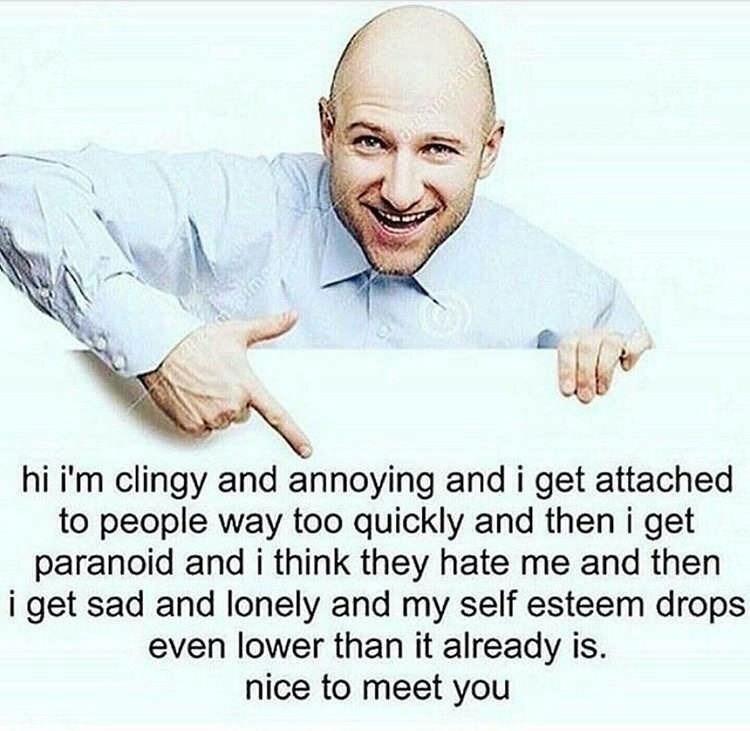 hi i'm clingy and annoying and i get attached
to people way too quickly and then i get
paranoid and i think they hate me and then
i get sad and lonely and my self esteem drops
even lower than it already is.
nice to meet you